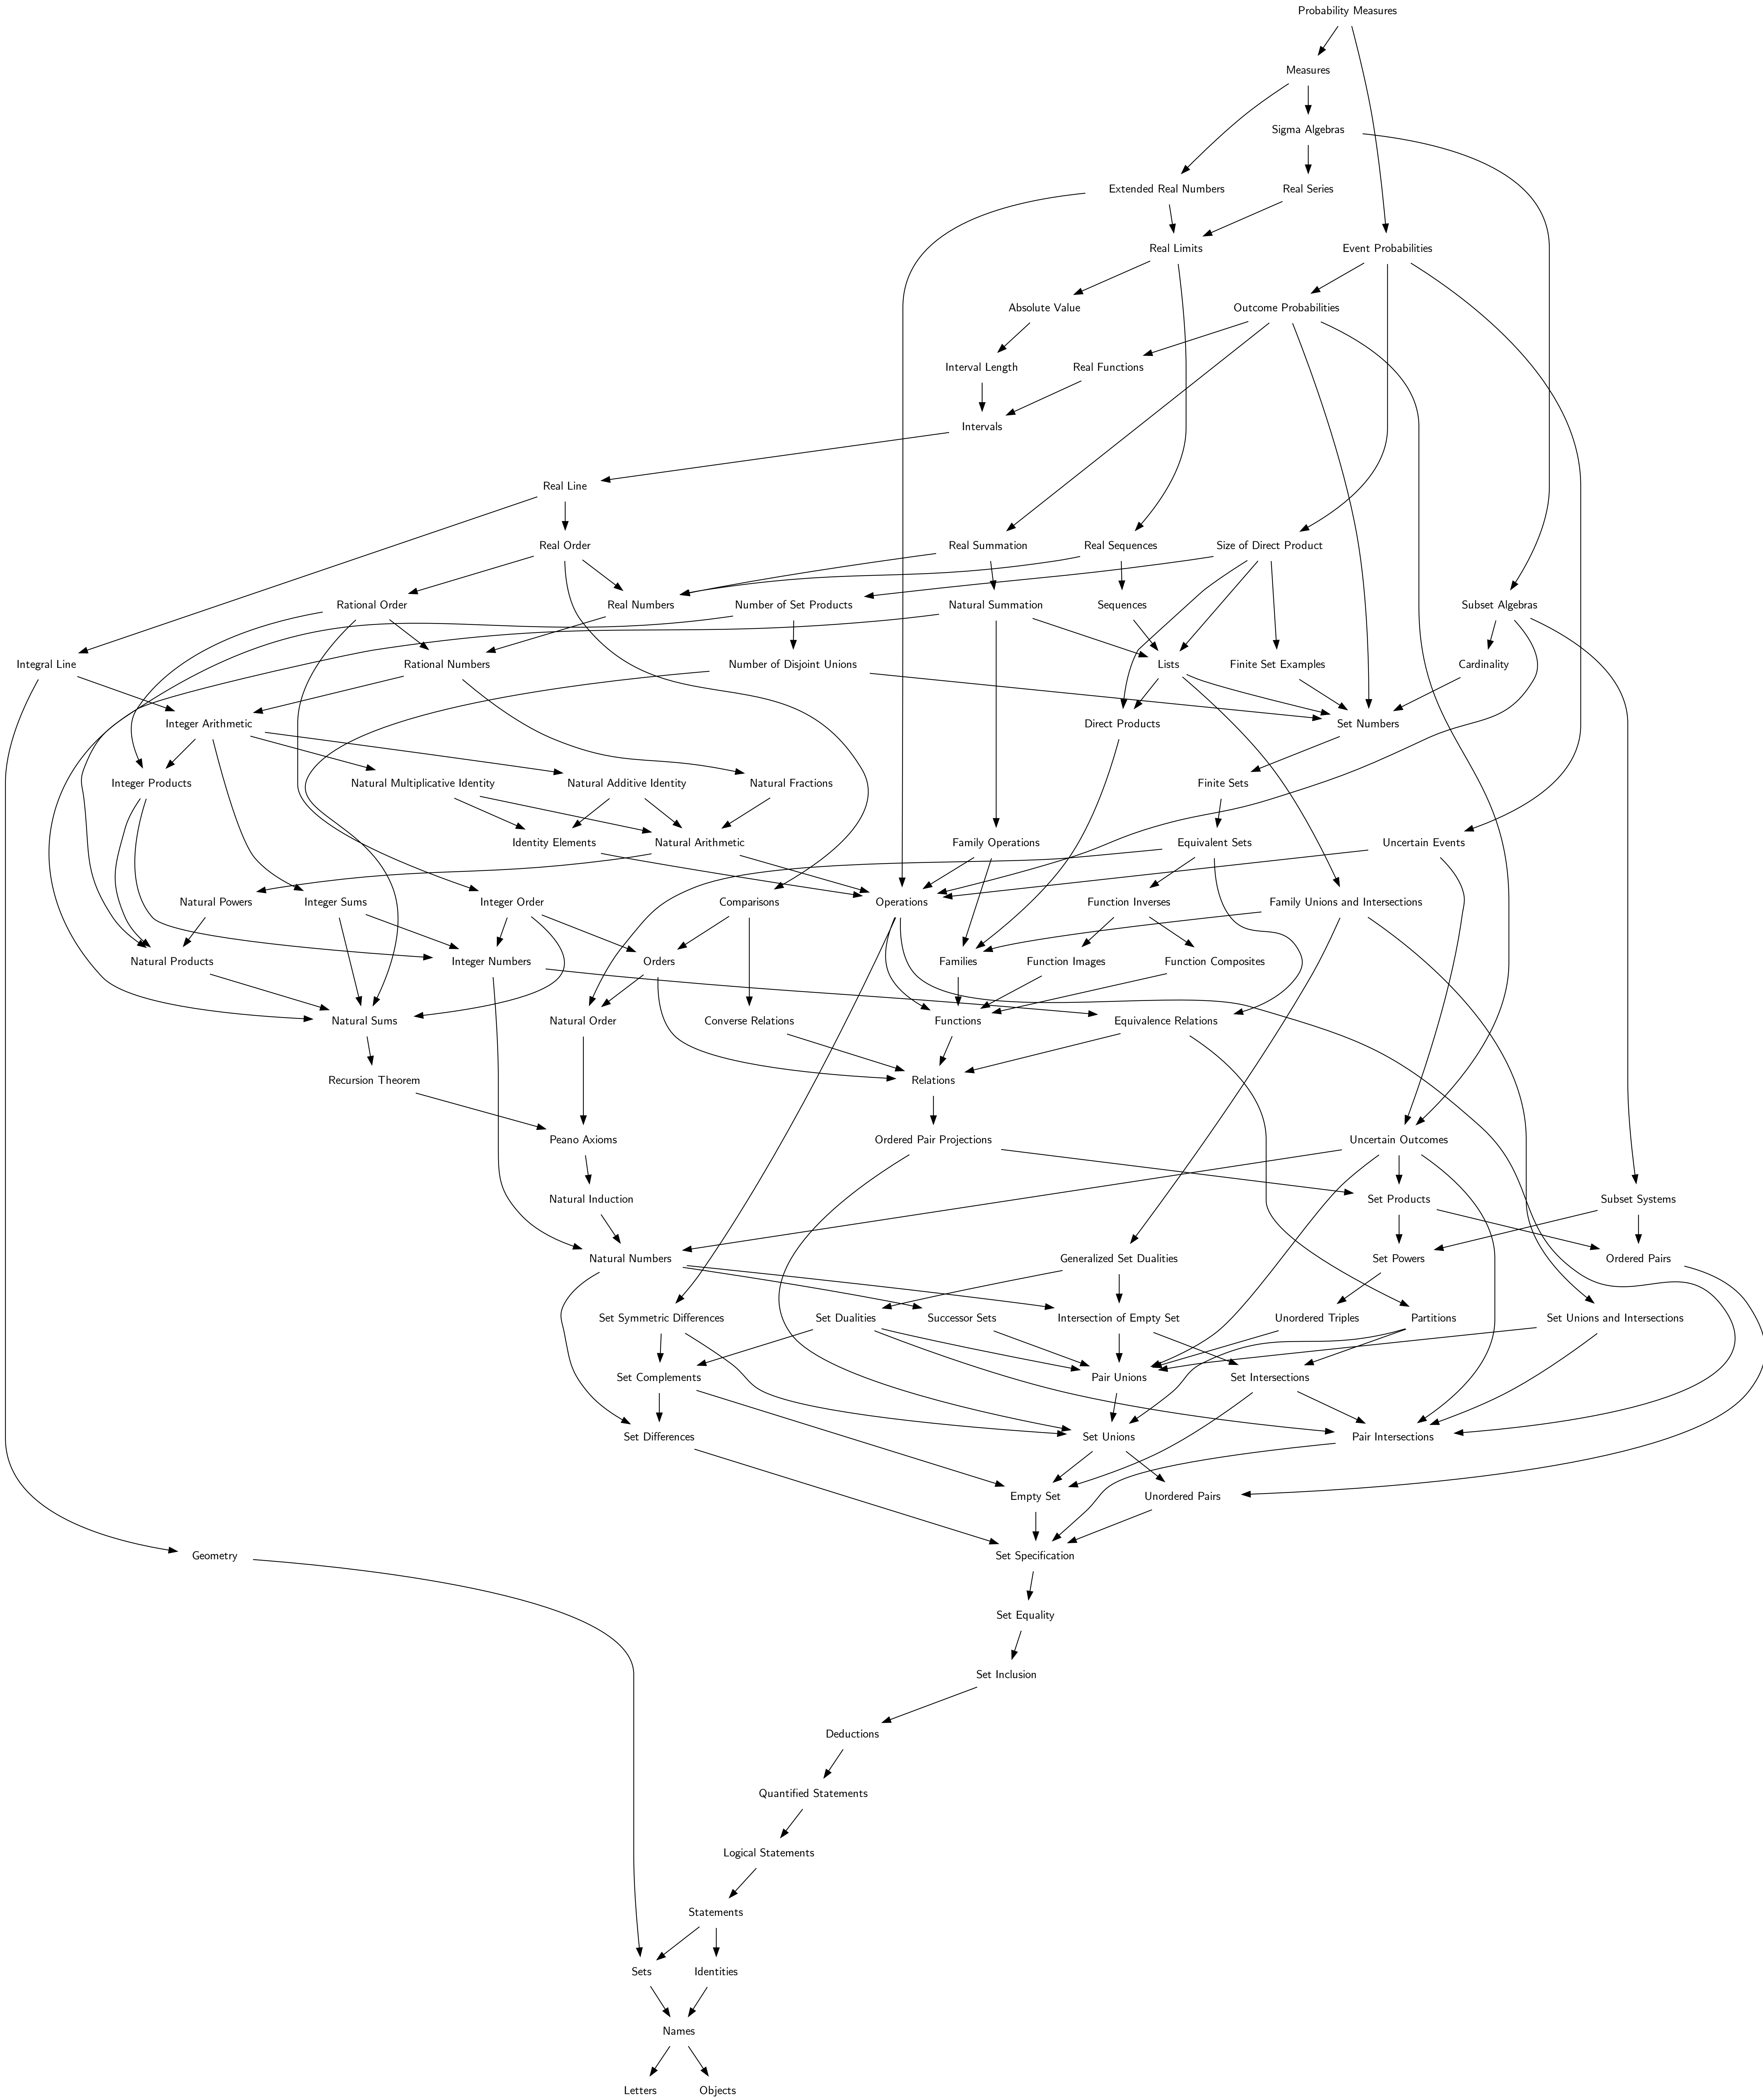 Probability Measures
Measures
Sigma Algebras
Extended Real Numbers
Real Series
Real Limits
Event Probabilities
Absolute Value
Outcome Probabilities
Interval Length
Real Functions
Intervals
Real Line
Real Order
Real Summation
Real Sequences
Size of Direct Product
Rational Order
Real Numbers
Number of Set Products
Natural Summation
Sequences
Subset Algebras
Integral Line
Rational Numbers
Number of Disjoint Unions
Lists
Finite Set Examples
Cardinality
Integer Arithmetic
Direct Products
Set Numbers
Integer Products
Natural Multiplicative Identity
Natural Additive Identity
Natural Fractions
Finite Sets
Identity Elements
Natural Arithmetic
Family Operations
Equivalent Sets
Uncertain Events
Natural Powers
Integer Sums
Integer Order
Comparisons
Operations
Function Inverses
Family Unions and Intersections
Natural Products
Integer Numbers
Orders
Families
Function Images
Function Composites
Natural Sums
Natural Order
Converse Relations
Functions
Equivalence Relations
Recursion Theorem
Relations
Peano Axioms
Ordered Pair Projections
Uncertain Outcomes
Natural Induction
Set Products
Subset Systems
Natural Numbers
Generalized Set Dualities
Set Powers
Ordered Pairs
Set Symmetric Differences
Set Dualities
Successor Sets
Intersection of Empty Set
Unordered Triples
Partitions
Set Unions and Intersections
Set Complements
Pair Unions
Set Intersections
Set Differences
Set Unions
Pair Intersections
Empty Set
Unordered Pairs
Geometry
Set Specification
Set Equality
Set Inclusion
Deductions
Quantified Statements
Logical Statements
Statements
Sets
Identities
Names
Letters
Objects